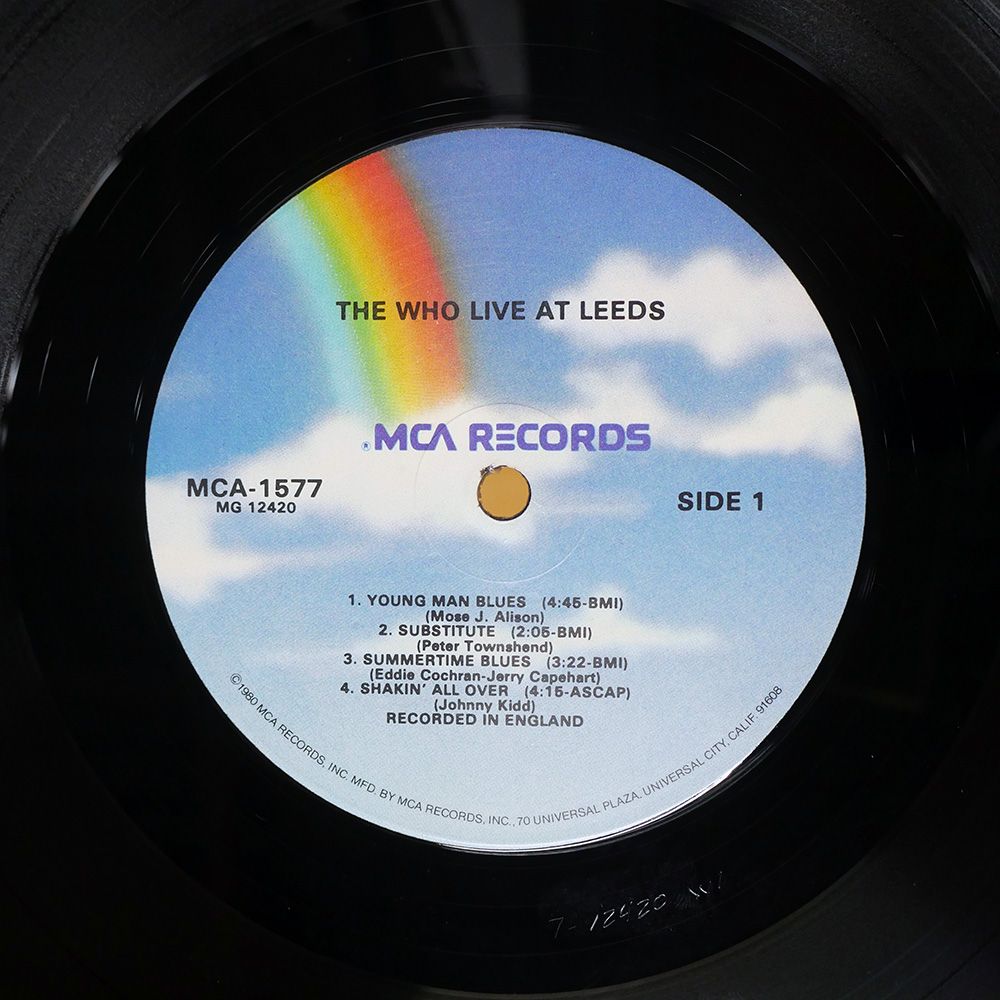 THE WHO LIVE AT LEEDS
® MCA RECORDS
MCA-1577
MG 12420
SIDE 1
1. YOUNG MAN BLUES (4:45-BMI)
(Mose J. Alison)
2. SUBSTITUTE (2:05-BMI)
(Peter Townshend)
3. SUMMERTIME BLUES (3:22-BMI)
(Eddie Cochran-Jerry Capehart)
4. SHAKIN' ALL OVER (4:15-ASCAP)
(Johnny Kidd)
RECORDED IN ENGLAND
©1980 MCA RECORDS, INC. MFD. BY MCA RECORDS, INC., 70 UNIVERSAL PLAZA, UNIVERSAL CITY, CALIF. 91608
12420